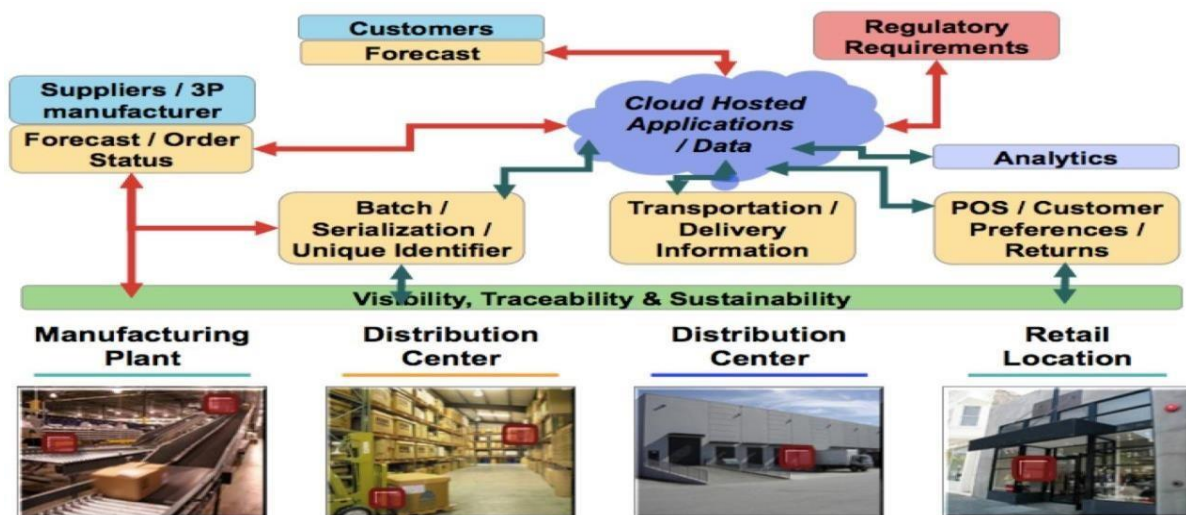 Customers
Forecast
Regulatory
Requirements
Suppliers / 3P
manufacturer
Forecast / Order
Status
Cloud Hosted
Applications
/ Data
Analytics
Batch /
Serialization /
Unique Identifier
Transportation /
Delivery
Information
POS / Customer
Preferences /
Returns
Visibility, Traceability & Sustainability
Manufacturing
Plant
Distribution
Center
Distribution
Center
Retail
Location